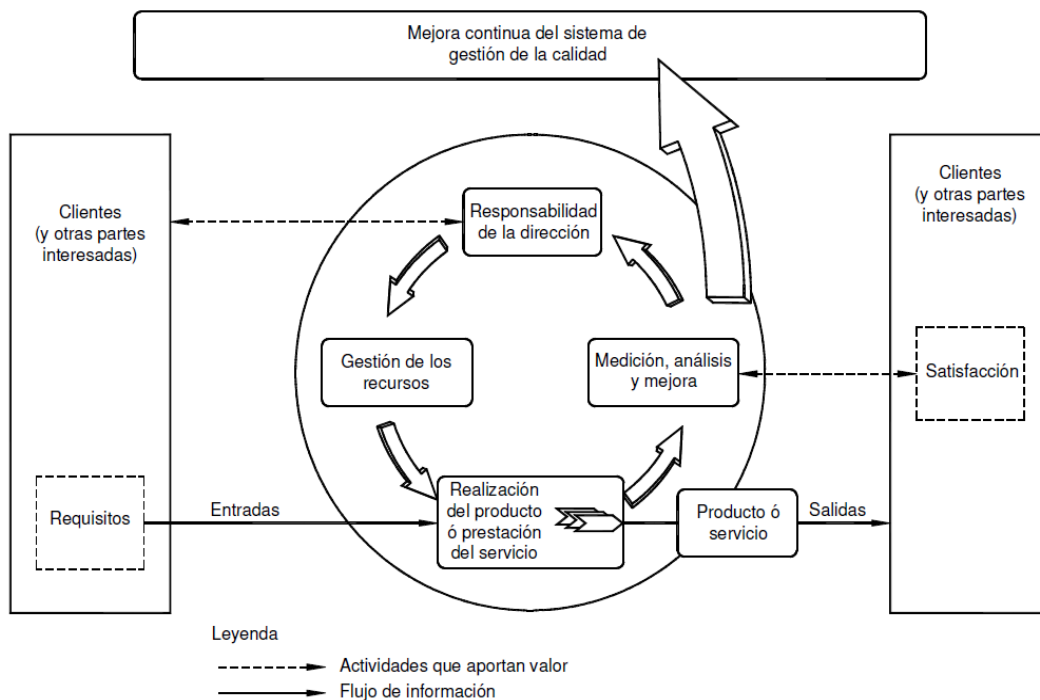 Mejora continua del sistema de
gestión de la calidad
Clientes
(y otras partes
interesadas)
Responsabilidad
de la dirección
Clientes
(y otras partes
interesadas)
Gestión de los
recursos
Medición, análisis
y mejora
Satisfacción
Requisitos
Entradas
Realización
del producto
ó prestación
del servicio
Producto ó
servicio
Salidas
Leyenda
Actividades que aportan valor
Flujo de información